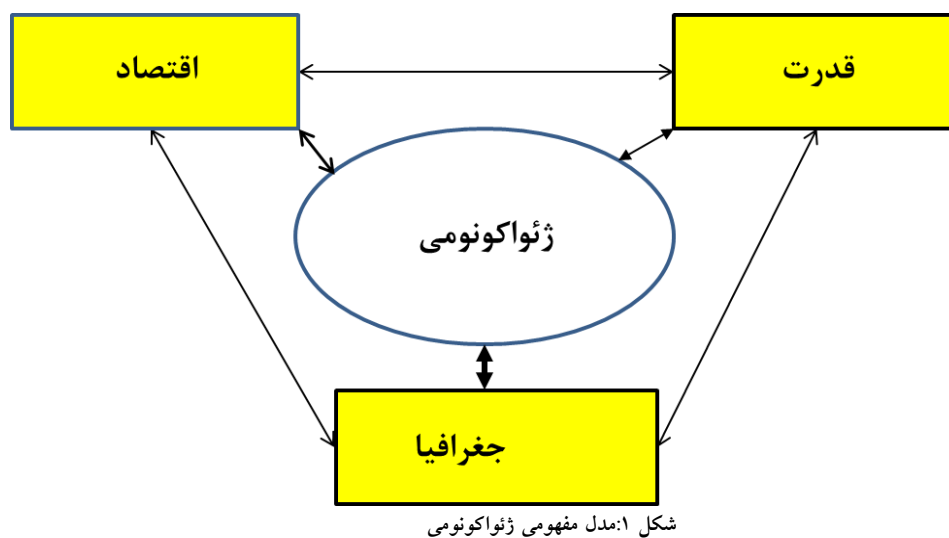 قدرت
اقتصاد
ژئواکونومی
جغرافیا
شکل ۱:مدل مفهومی ژئواکونومی